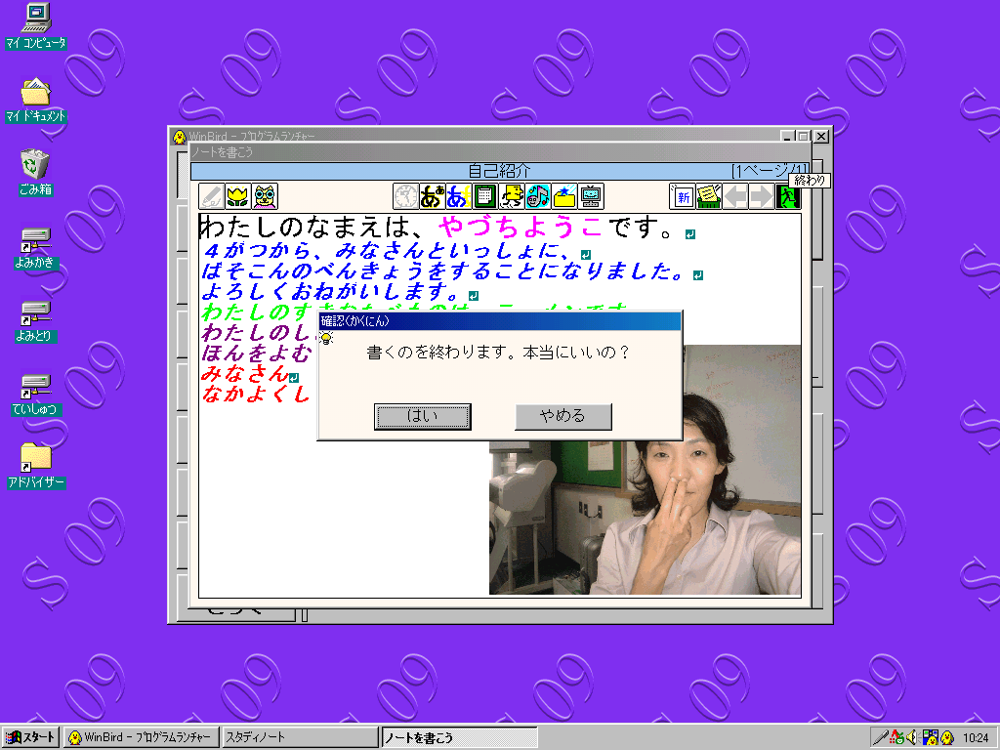 マイ コンピュータ
マイ ドキュメント
ごみ箱
よみかき
よみとり
ていしゅつ
アドバイザー
WinBird - プログラムランチャー
ノートを書こう
自己紹介
[1ページ/1]
終わり
あぁ
あぁ
新
わたしのなまえは、やづちようこです。
4がつから、みなさんといっしょに、
ぱそこんのべんきょうをすることになりました。
よろしくおねがいします。
わたしのす
わたしのし
ほんをよむ
みなさん
なかよくし
確認(かくにん)
書くのを終わります。本当にいいの?
はい
やめる
S 09
スタート
WinBird - プログラムランチャー
スタディノート
ノートを書こう
10:24